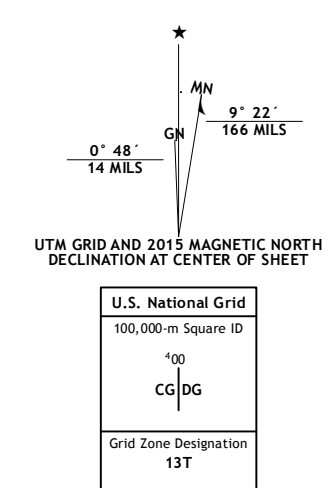 ★
MN
GN
9° 22´
166 MILS
0° 48´
14 MILS
UTM GRID AND 2015 MAGNETIC NORTH
DECLINATION AT CENTER OF SHEET
U.S. National Grid
100,000-m Square ID
⁴00
CG DG
Grid Zone Designation
13T